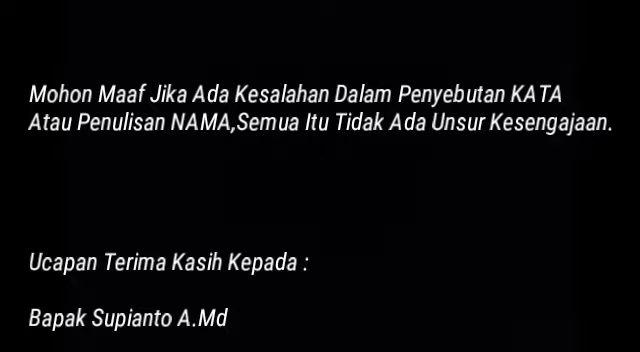 Mohon Maaf Jika Ada Kesalahan Dalam Penyebutan KATA
Atau Penulisan NAMA,Semua Itu Tidak Ada Unsur Kesengajaan.
Ucapan Terima Kasih Kepada :
Bapak Supianto A.Md